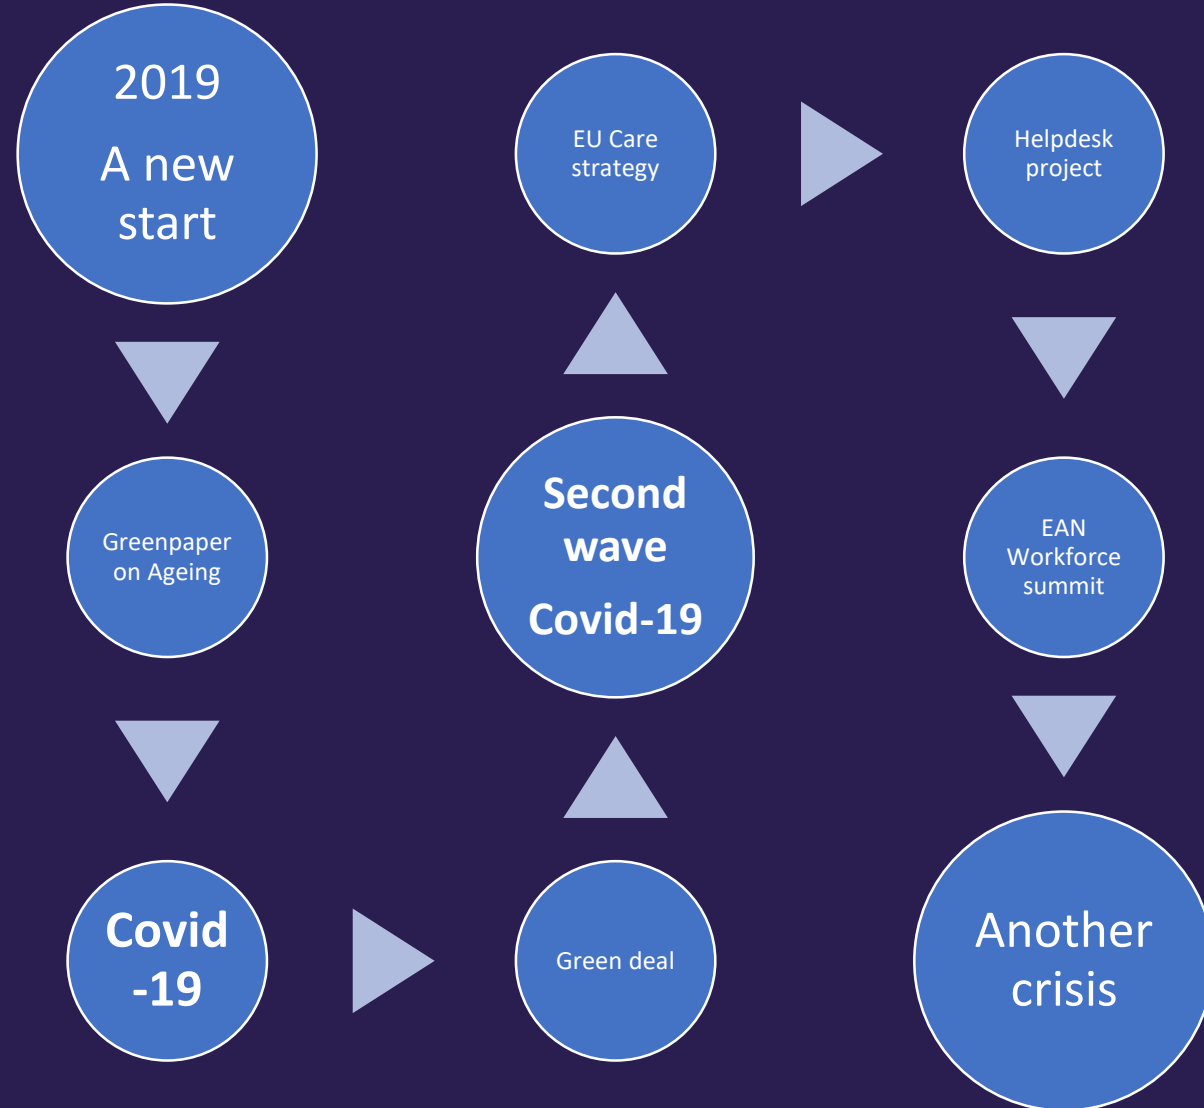 2019
A new
start
Greenpaper
on Ageing
Covid
-19
Green deal
Second
wave
Covid-19
EU Care
strategy
Helpdesk
project
EAN
Workforce
summit
Another
crisis